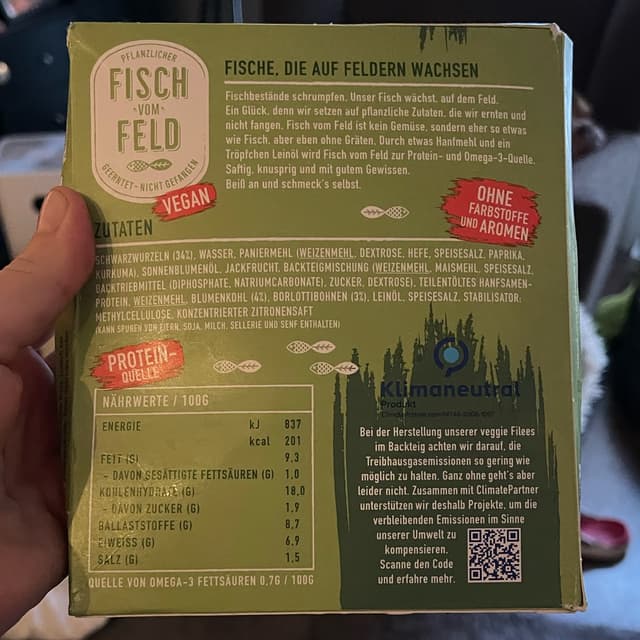 PFLANZLICHER
FISCH
VOM
FELD
GEERNTET - NICHT GEFANGEN
VEGAN
FISCHE, DIE AUF FELDERN WACHSEN
Fischbestände schrumpfen. Unser Fisch wächst, auf dem Feld.
Ein Glück, denn wir setzen auf pflanzliche Zutaten, die wir ernten und
nicht fangen. Fisch vom Feld ist kein Gemüse, sondern eher so etwas
wie Fisch, aber eben ohne Gräten. Durch etwas Hanfmehl und ein
Tröpfchen Leinöl wird Fisch vom Feld zur Protein- und Omega-3-Quelle.
Saftig, knusprig und mit gutem Gewissen.
Beiß an und schmeck's selbst.
OHNE
FARBSTOFFE
UND AROMEN
ZUTATEN
SCHWARZWURZELN (34%), WASSER, PANIERMEHL (WEIZENMEHL, DEXTROSE, HEFE, SPEISESALZ, PAPRIKA,
KURKUMA), SONNENBLUMENÖL, JACKFRUCHT, BACKTEIGMISCHUNG (WEIZENMEHL, MAISMEHL, SPEISESALZ,
BACKTRIEBMITTEL (DIPHOSPHATE, NATRIUMCARBONATE), ZUCKER, DEXTROSE), TEILENTÖLTES HANFSAMEN-
PROTEIN, WEIZENMEHL, BLUMENKOHL (4%), BORLOTTIBOHNEN (3%), LEINÖL, SPEISESALZ, STABILISATOR:
METHYLCELLULOSE, KONZENTRIERTER ZITRONENSAFT
(KANN SPUREN VON EIERN, SOJA, MILCH, SELLERIE UND SENF ENTHALTEN)
PROTEIN-
QUELLE
NÄHRWERTE / 100G
ENERGIE kJ 837
kcal 201
FETT (G) 9,3
- DAVON GESÄTTIGTE FETTSÄUREN (G) 1,0
KOHLENHYDRATE (G) 18,0
- DAVON ZUCKER (G) 1,9
BALLASTSTOFFE (G) 8,7
EIWEISS (G) 6,9
SALZ (G) 1,5
QUELLE VON OMEGA-3 FETTSÄUREN 0,7G / 100G
Klimaneutral
Produkt
Bei der Herstellung unserer veggie Filees
im Backteig achten wir darauf, die
Treibhausgasemissionen so gering wie
möglich zu halten. Ganz ohne geht's aber
leider nicht. Zusammen mit ClimatePartner
unterstützen wir deshalb Projekte, um die
verbleibenden Emissionen im Sinne
unserer Umwelt zu
kompensieren.
Scanne den Code
und erfahre mehr.